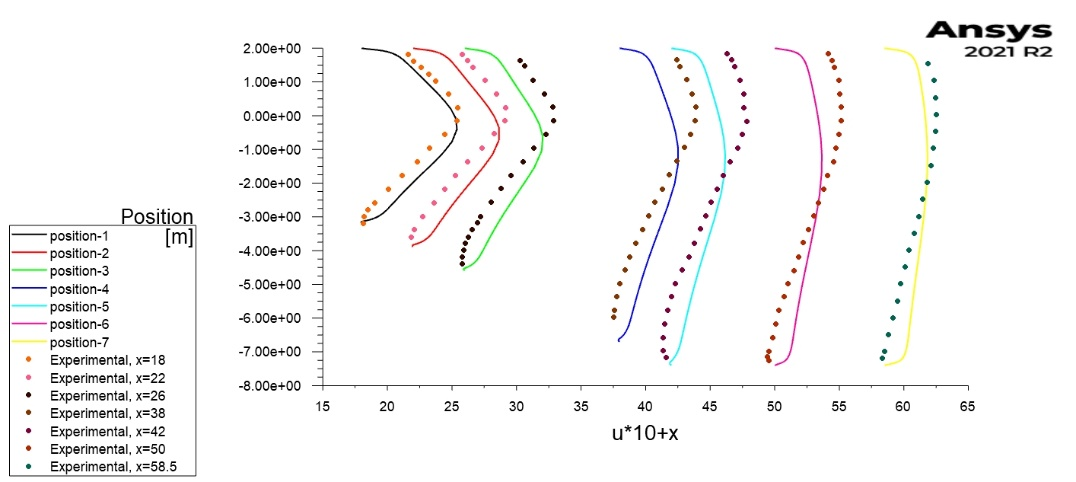 Ansys
2021 R2
2.00e+00
1.00e+00
0.00e+00
-1.00e+00
-2.00e+00
-3.00e+00
-4.00e+00
-5.00e+00
-6.00e+00
-7.00e+00
-8.00e+00
15 20 25 30 35 40 45 50 55 60 65
u*10+x
Position
[m]
position-1
position-2
position-3
position-4
position-5
position-6
position-7
Experimental, x=18
Experimental, x=22
Experimental, x=26
Experimental, x=38
Experimental, x=42
Experimental, x=50
Experimental, x=58.5